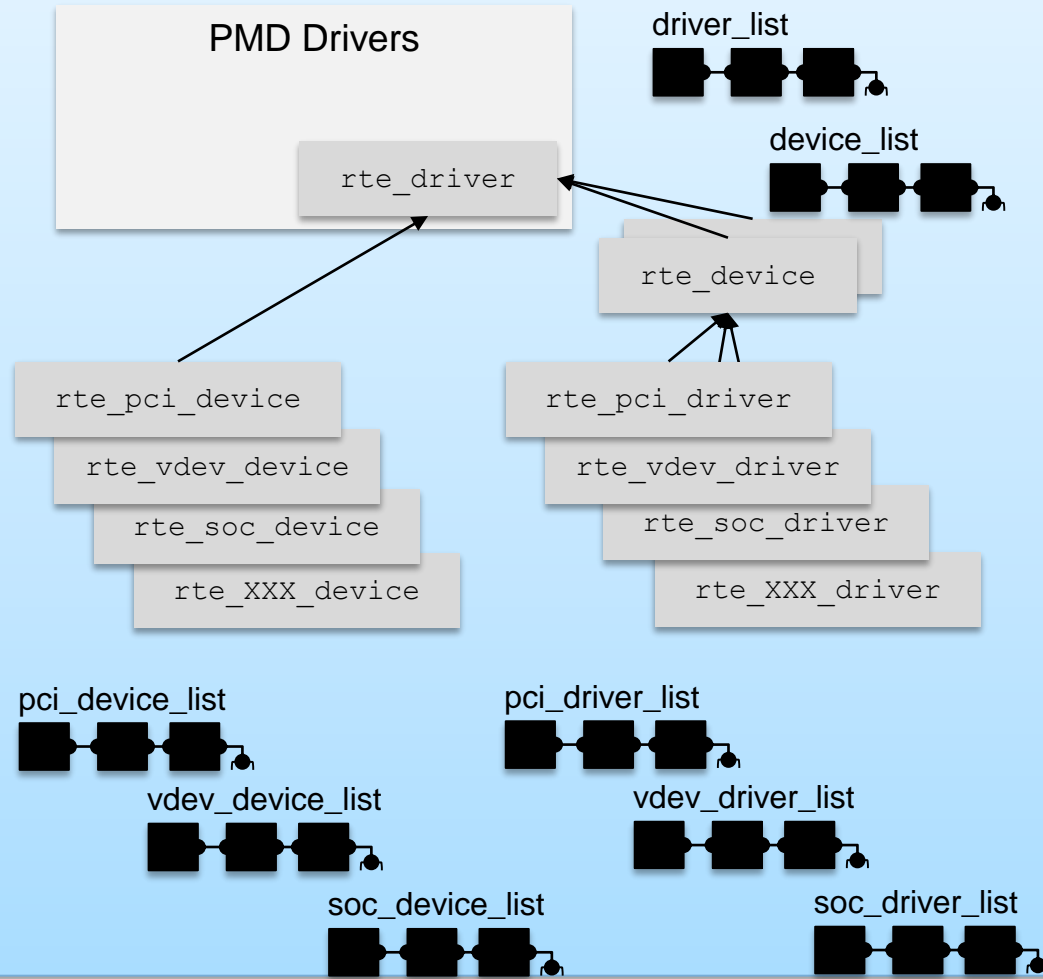 PMD Drivers
driver_list
device_list
rte_driver
rte_device
rte_pci_device
rte_pci_driver
rte_vdev_device
rte_vdev_driver
rte_soc_device
rte_soc_driver
rte_XXX_device
rte_XXX_driver
pci_device_list
pci_driver_list
vdev_device_list
vdev_driver_list
soc_device_list
soc_driver_list